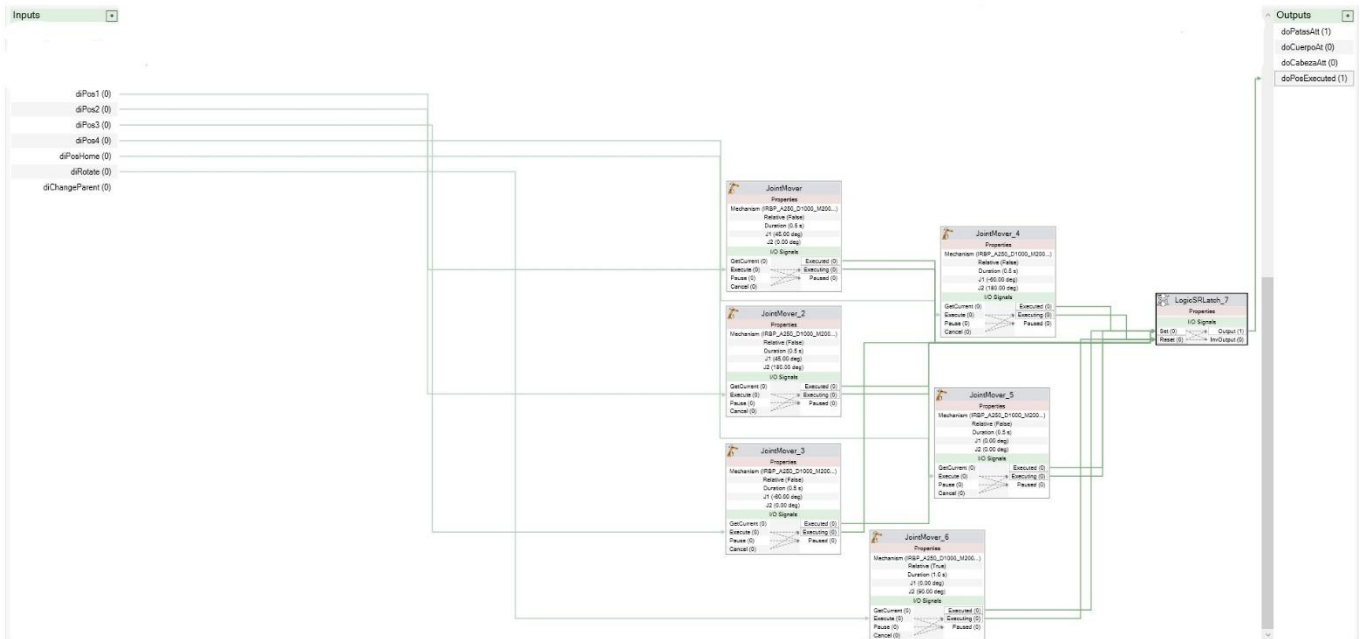 Inputs
diPos1 (0)
diPos2 (0)
diPos3 (0)
diPos4 (0)
diPosHome (0)
diRotate (0)
diChangeParent (0)
JointMover
Properties
Mechanism (IRBP_A250_D1000_M200...)
Relative (False)
Duration (0.5 s)
J1 (45.00 deg)
J2 (0.00 deg)
I/O Signals
GetCurrent (0) Executed (0)
Execute (0) Executing (0)
Pause (0) Paused (0)
Cancel (0)
JointMover_2
Properties
Mechanism (IRBP_A250_D1000_M200...)
Relative (False)
Duration (0.5 s)
J1 (45.00 deg)
J2 (180.00 deg)
I/O Signals
GetCurrent (0) Executed (0)
Execute (0) Executing (0)
Pause (0) Paused (0)
Cancel (0)
JointMover_3
Properties
Mechanism (IRBP_A250_D1000_M200...)
Relative (False)
Duration (0.5 s)
J1 (-60.00 deg)
J2 (0.00 deg)
I/O Signals
GetCurrent (0) Executed (0)
Execute (0) Executing (0)
Pause (0) Paused (0)
Cancel (0)
JointMover_4
Properties
Mechanism (IRBP_A250_D1000_M200...)
Relative (False)
Duration (0.5 s)
J1 (-60.00 deg)
J2 (180.00 deg)
I/O Signals
GetCurrent (0) Executed (0)
Execute (0) Executing (0)
Pause (0) Paused (0)
Cancel (0)
JointMover_5
Properties
Mechanism (IRBP_A250_D1000_M200...)
Relative (False)
Duration (0.5 s)
J1 (0.00 deg)
J2 (0.00 deg)
I/O Signals
GetCurrent (0) Executed (0)
Execute (0) Executing (0)
Pause (0) Paused (0)
Cancel (0)
JointMover_6
Properties
Mechanism (IRBP_A250_D1000_M200...)
Relative (True)
Duration (1.0 s)
J1 (0.00 deg)
J2 (90.00 deg)
I/O Signals
GetCurrent (0) Executed (0)
Execute (0) Executing (0)
Pause (0) Paused (0)
Cancel (0)
LogicSRLatch_7
Properties
I/O Signals
Set (0) Output (1)
Reset (0) InvOutput (0)
Outputs
doPatasAtt (1)
doCuerpoAt (0)
doCabezaAtt (0)
doPosExecuted (1)